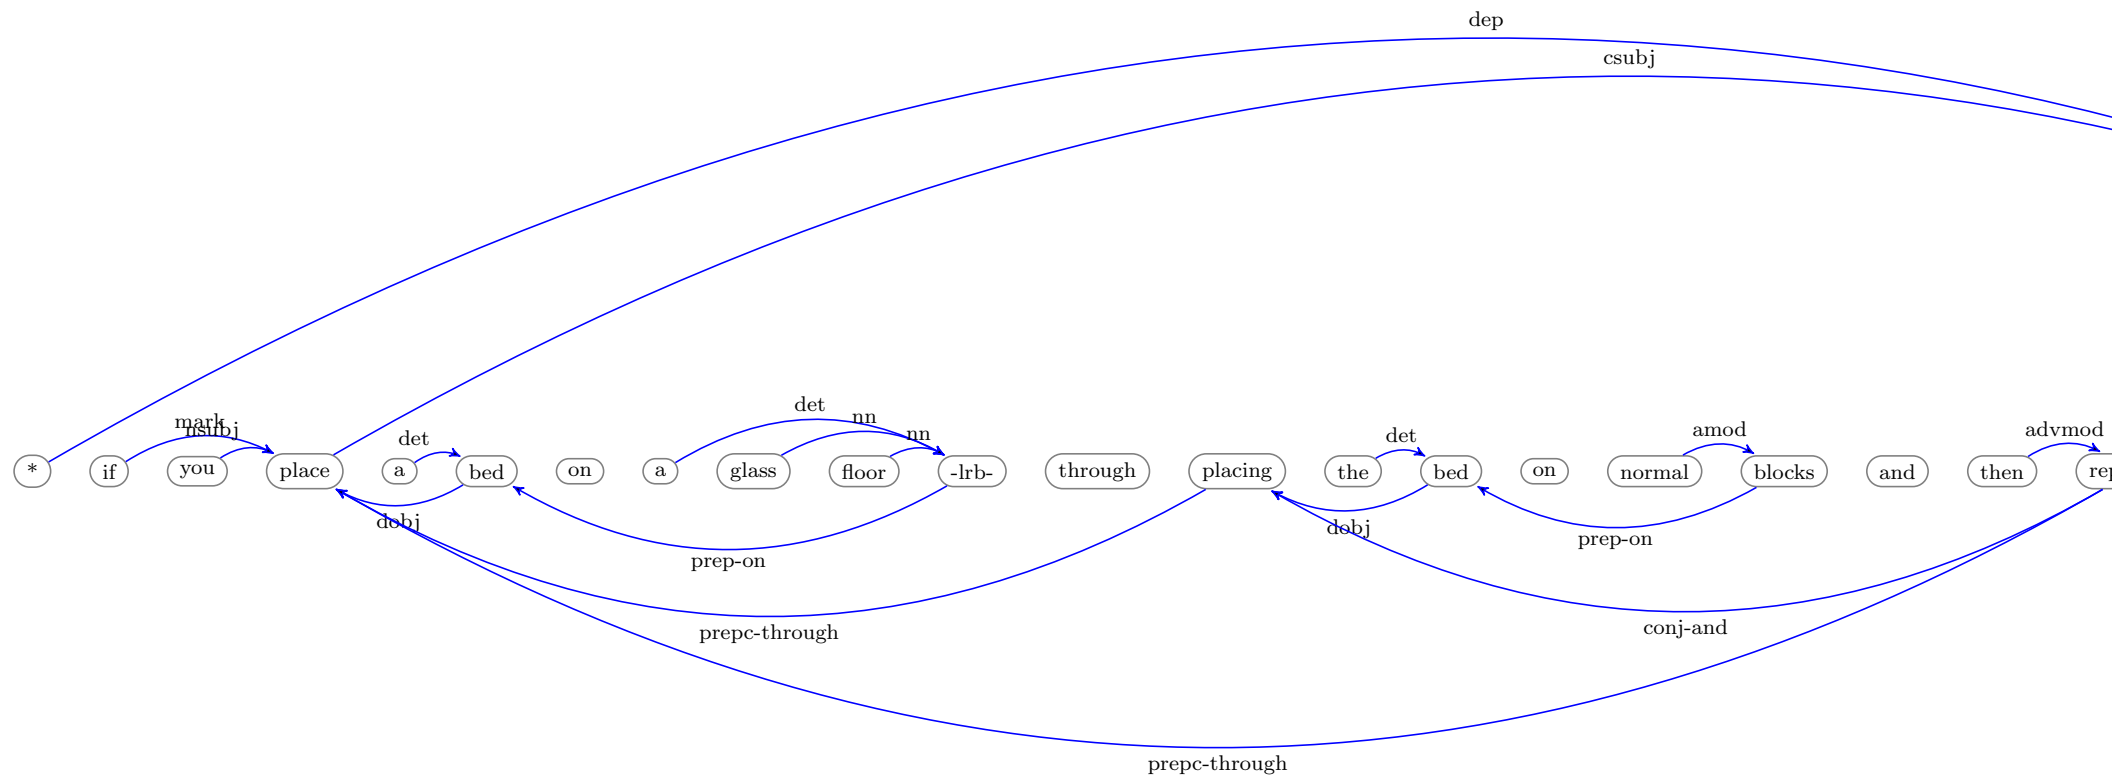 dep
csubj
det
mark
nn
nsubj
det
nn
det
amod
advmod
* if you place a bed on a glass floor -lrb- through placing the bed on normal blocks and then
dobj
dobj
prep-on
prep-on
prepc-through
conj-and
prepc-through